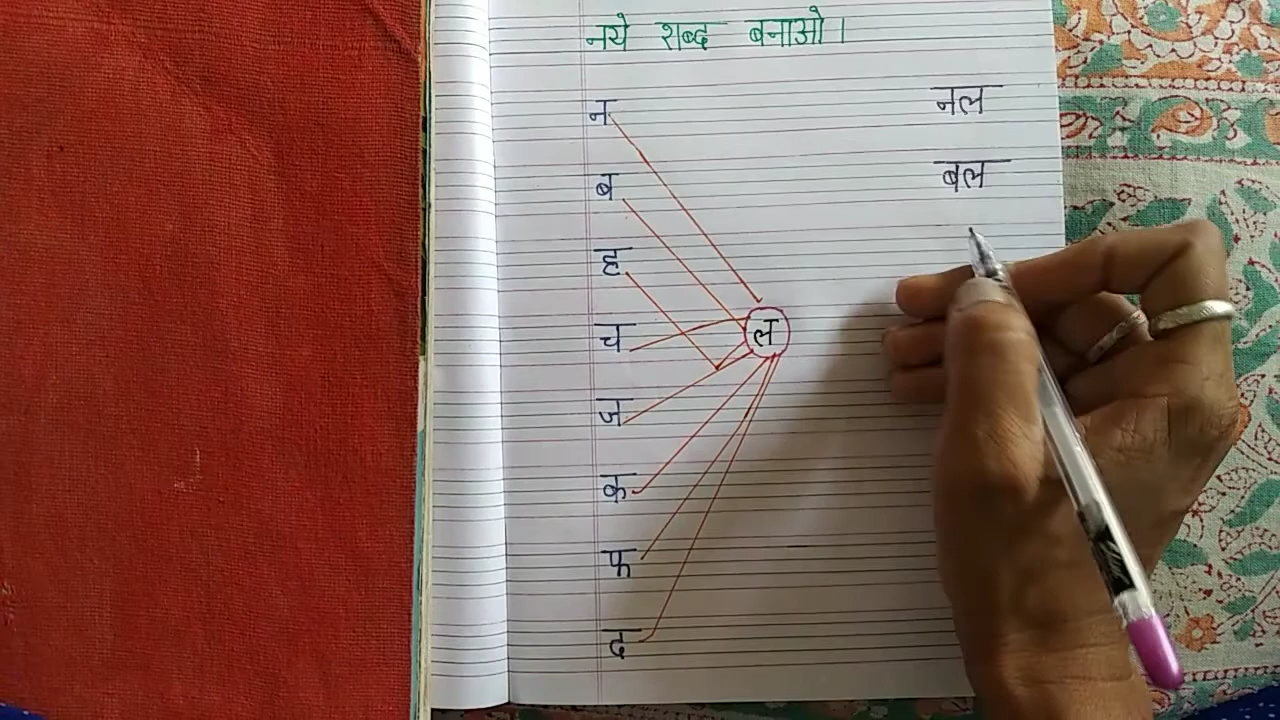 नये शब्द बनाओ।
न
ब
ह
च
ज
क
फ
द
ल
नल
बल